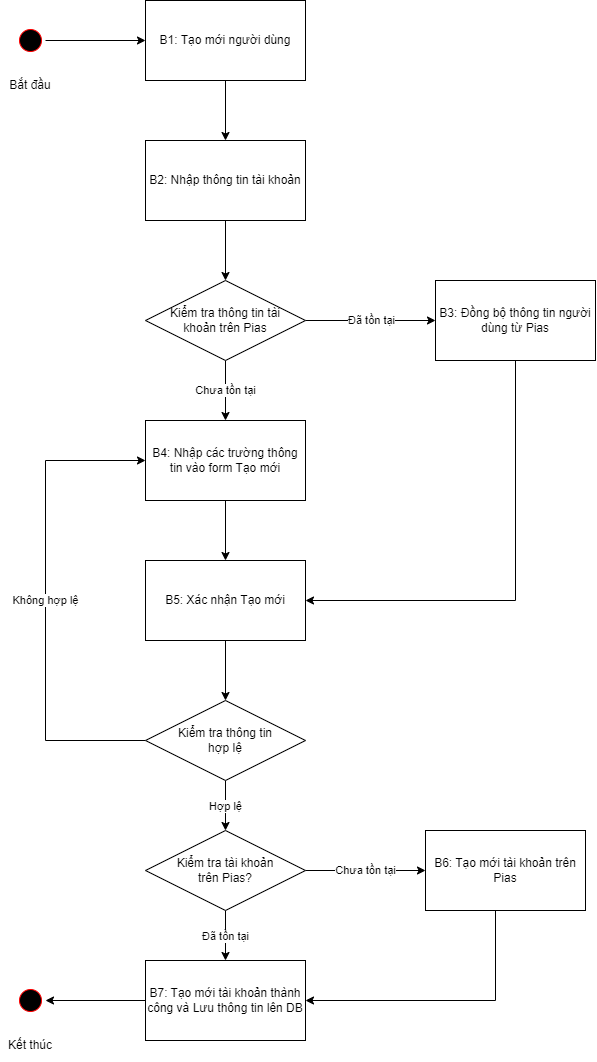 B1: Tạo mới người dùng
Bắt đầu
B2: Nhập thông tin tài khoản
Kiểm tra thông tin tài
khoản trên Pias
Đã tồn tại
B3: Đồng bộ thông tin người
dùng từ Pias
Chưa tồn tại
B4: Nhập các trường thông
tin vào form Tạo mới
Không hợp lệ
B5: Xác nhận Tạo mới
Kiểm tra thông tin
hợp lệ
Hợp lệ
Kiểm tra tài khoản
trên Pias?
Chưa tồn tại
B6: Tạo mới tài khoản trên
Pias
Đã tồn tại
B7: Tạo mới tài khoản thành
công và Lưu thông tin lên DB
Kết thúc